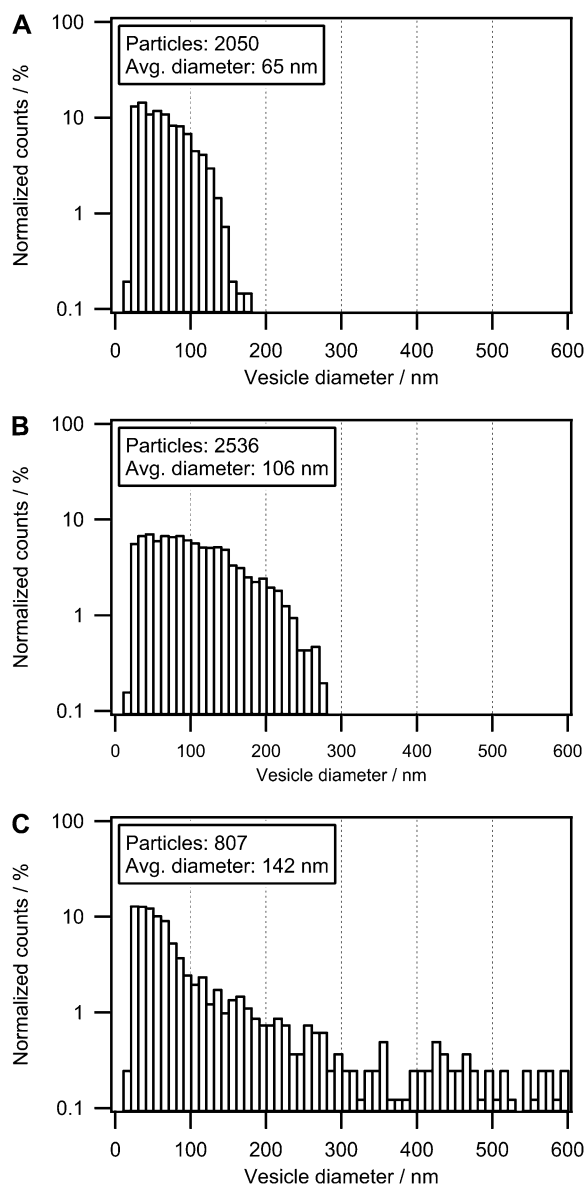 A
Normalized counts / %
100
10
1
0.1
Particles: 2050
Avg. diameter: 65 nm
0 100 200 300 400 500 600
Vesicle diameter / nm
B
Normalized counts / %
100
10
1
0.1
Particles: 2536
Avg. diameter: 106 nm
0 100 200 300 400 500 600
Vesicle diameter / nm
C
Normalized counts / %
100
10
1
0.1
Particles: 807
Avg. diameter: 142 nm
0 100 200 300 400 500 600
Vesicle diameter / nm